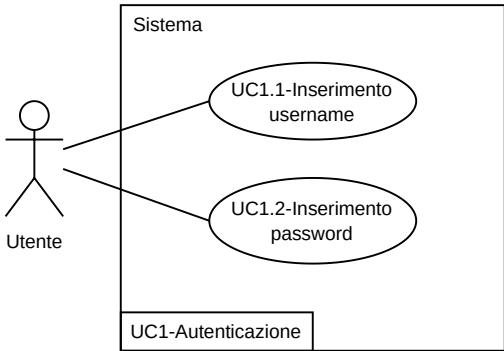 Sistema
UC1.1-Inserimento
username
UC1.2-Inserimento
password
Utente
UC1-Autenticazione